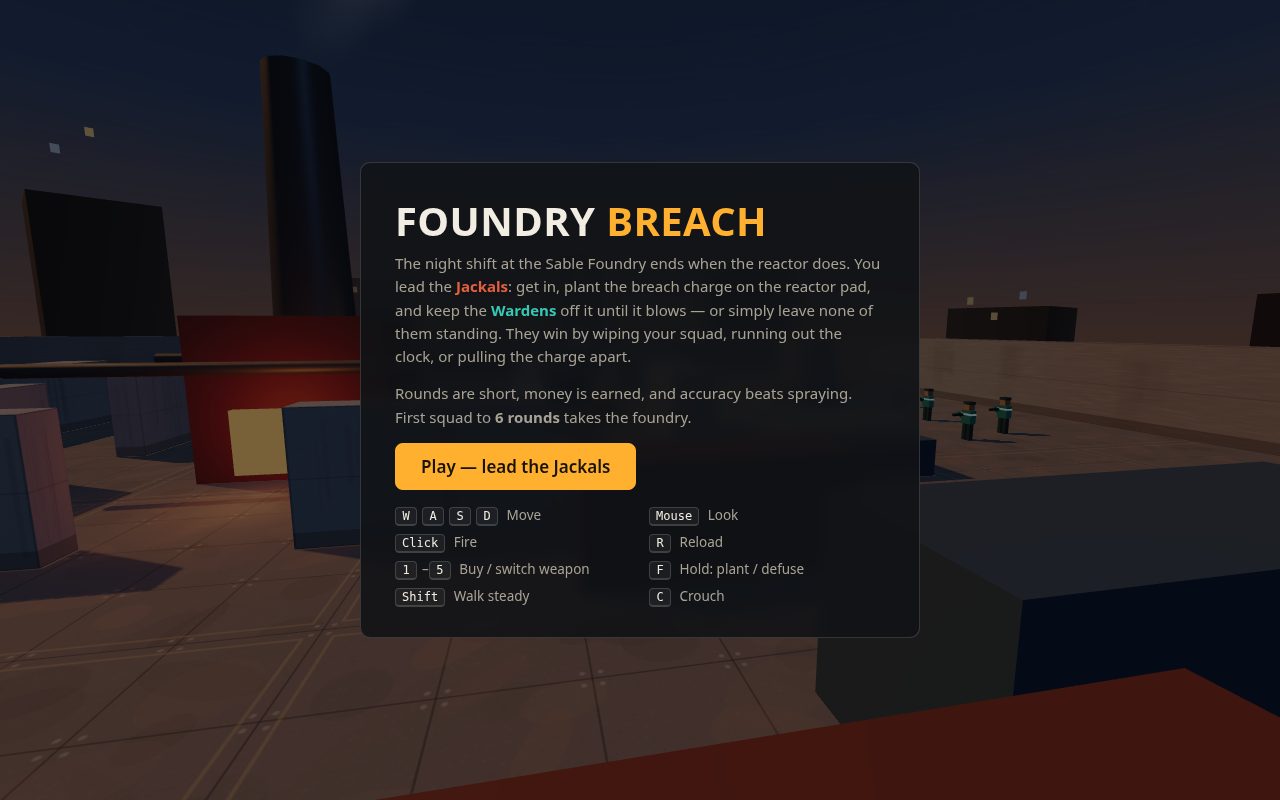 FOUNDRY BREACH
The night shift at the Sable Foundry ends when the reactor does. You
lead the Jackals: get in, plant the breach charge on the reactor pad,
and keep the Wardens off it until it blows — or simply leave none of
them standing. They win by wiping your squad, running out the
clock, or pulling the charge apart.
Rounds are short, money is earned, and accuracy beats spraying.
First squad to 6 rounds takes the foundry.
Play — lead the Jackals
W A S D Move
Mouse Look
Click Fire
R Reload
1 –5 Buy / switch weapon
F Hold: plant / defuse
Shift Walk steady
C Crouch